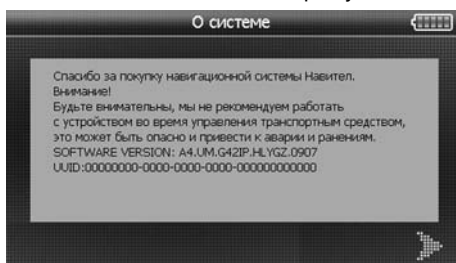 О системе
Спасибо за покупку навигационной системы Навител.
Внимание!
Будьте внимательны, мы не рекомендуем работать
с устройством во время управления транспортным средством,
это может быть опасно и привести к аварии и ранениям.
SOFTWARE VERSION: A4.UM.G42IP.HLYGZ.0907
UUID:00000000-0000-0000-0000-000000000000